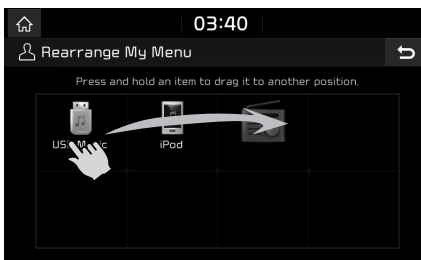 03:40
Rearrange My Menu
Press and hold an item to drag it to another position.
iPod